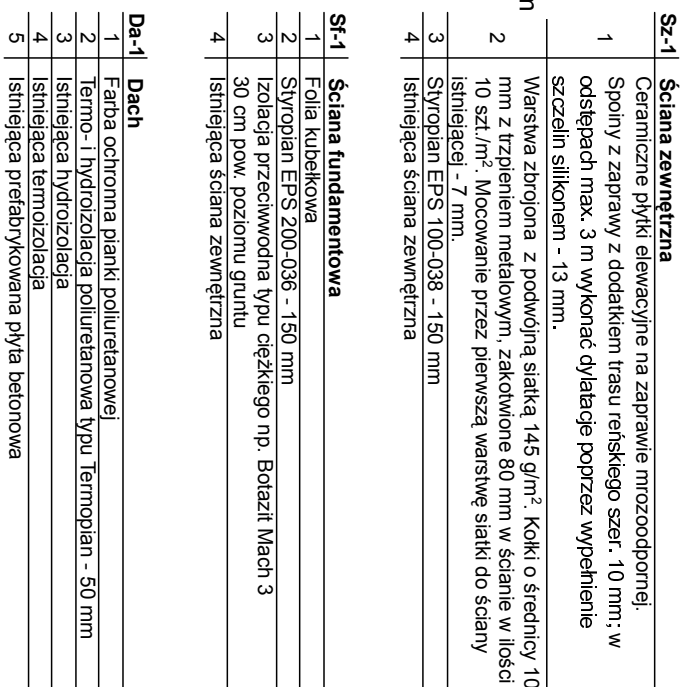 Sz-1 Ściana zewnętrzna
Ceramiczne płytki elewacyjne na zaprawie mrozoodpornej.
Spoiny z zaprawy z dodatkiem trasu reńskiego szer. 10 mm; w
1 odstępach max. 3 m wykonać dylatacje poprzez wypełnienie
szczelin silikonem - 13 mm.
Warstwa zbrojona z podwójną siatką 145 g/m². Kołki o średnicy 10
mm z trzpieniem metalowym, zakotwione 80 mm w ścianie w ilości
2 10 szt./m². Mocowanie przez pierwszą warstwę siatki do ściany
istniejącej - 7 mm.
3 Styropian EPS 100-038 - 150 mm
4 Istniejąca ściana zewnętrzna
Sf-1 Ściana fundamentowa
1 Folia kubełkowa
2 Styropian EPS 200-036 - 150 mm
3 Izolacja przeciwwodna typu ciężkiego np. Botazit Mach 3
30 cm pow. poziomu gruntu
4 Istniejąca ściana zewnętrzna
Da-1 Dach
1 Farba ochronna pianki poliuretanowej
2 Termo- i hydroizolacja poliuretanowa typu Termopian - 50 mm
3 Istniejąca hydroizolacja
4 Istniejąca termoizolacja
5 Istniejąca prefabrykowana płyta betonowa